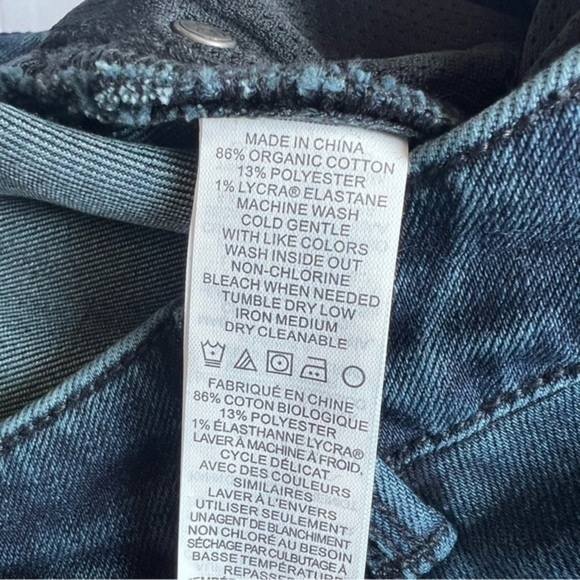 MADE IN CHINA
86% ORGANIC COTTON
13% POLYESTER
1% LYCRA® ELASTANE
MACHINE WASH
COLD GENTLE
WITH LIKE COLORS
WASH INSIDE OUT
NON-CHLORINE
BLEACH WHEN NEEDED
TUMBLE DRY LOW
IRON MEDIUM
DRY CLEANABLE
FABRIQUÉ EN CHINE
86% COTON BIOLOGIQUE
13% POLYESTER
1% ÉLASTHANNE LYCRA®
LAVER À MACHINE À FROID,
CYCLE DÉLICAT
AVEC DES COULEURS
SIMILAIRES
LAVER À L'ENVERS
UTILISER SEULEMENT
UN AGENT DE BLANCHIMENT
NON CHLORÉ AU BESOIN
SÉCHAGE PAR CULBUTAGE À
BASSE TEMPÉRATURE
REPASSER